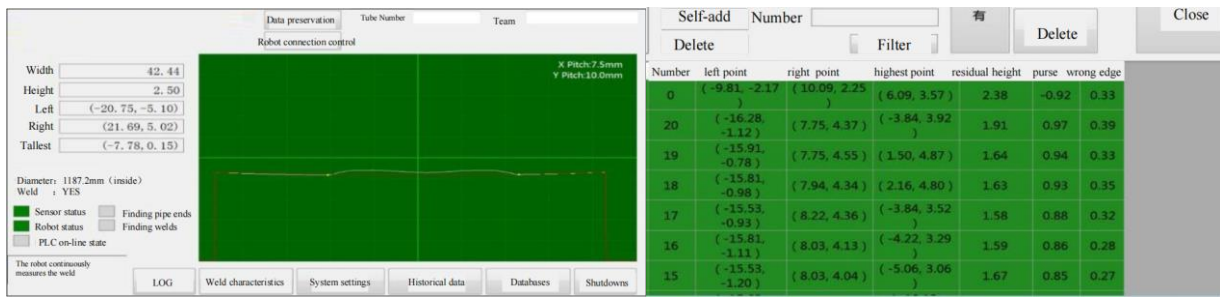 Data preservation
Tube Number
Team
Robot connection control
X Pitch:7.5mm
Y Pitch:10.0mm
Width 42.44
Height 2.50
Left (-20.75, -5.10)
Right (21.69, 5.02)
Tallest (-7.78, 0.15)
Diameter: 1187.2mm (inside)
Weld : YES
Sensor status Finding pipe ends
Robot status Finding welds
PLC on-line state
The robot continuously
measures the weld
LOG Weld characteristics System settings Historical data Databases Shutdowns
Self-add Number 有 Delete Close
Delete Filter
Number left point right point highest point residual height purse wrong edge
0 ( -9.81, -2.17 ) ( 10.09, 2.25 ) ( 6.09, 3.57 ) 2.38 -0.92 0.33
20 ( -16.28, -1.12 ) ( 7.75, 4.37 ) ( -3.84, 3.92 ) 1.91 0.97 0.39
19 ( -15.91, -0.78 ) ( 7.75, 4.55 ) ( 1.50, 4.87 ) 1.64 0.94 0.33
18 ( -15.81, -0.98 ) ( 7.94, 4.34 ) ( 2.16, 4.80 ) 1.63 0.93 0.35
17 ( -15.53, -0.93 ) ( 8.22, 4.36 ) ( -3.84, 3.52 ) 1.58 0.88 0.32
16 ( -15.81, -1.11 ) ( 8.03, 4.13 ) ( -4.22, 3.29 ) 1.59 0.86 0.28
15 ( -15.53, -1.20 ) ( 8.03, 4.04 ) ( -5.06, 3.06 ) 1.67 0.85 0.27